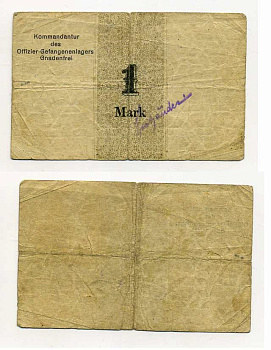 Kommandantur
des
Offizier-Gefangenenlagers
Gnadenfrei
1
Mark